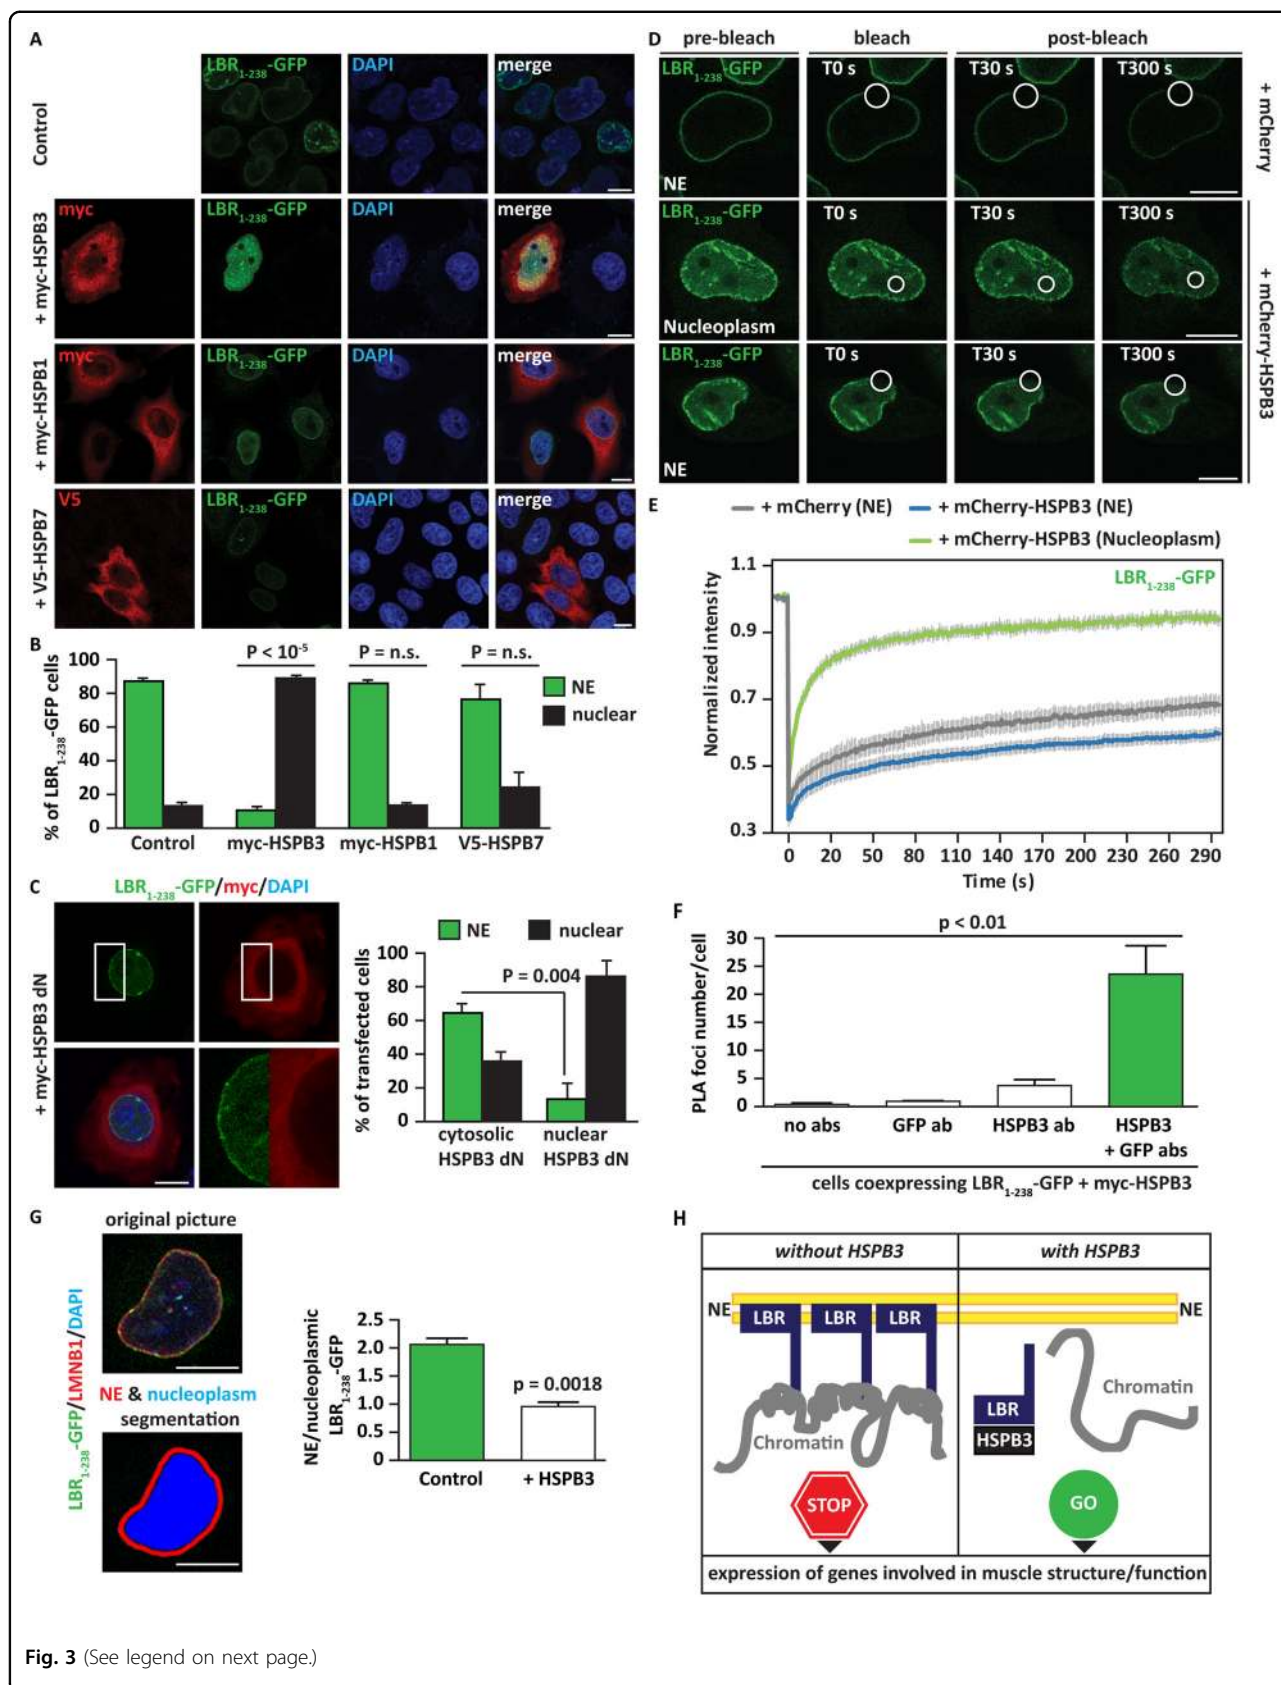 A
LBR1-238-GFP DAPI merge
Control
myc LBR1-238-GFP DAPI merge
+ myc-HSPB3
myc LBR1-238-GFP DAPI merge
+ myc-HSPB1
V5 LBR1-238-GFP DAPI merge
+ V5-HSPB7
B
% of LBR1-238-GFP cells
100
80
60
40
20
0
P < 10-5 P = n.s. P = n.s.
NE
nuclear
Control myc-HSPB3 myc-HSPB1 V5-HSPB7
C
LBR1-238-GFP/myc/DAPI
+ myc-HSPB3 dN
NE nuclear
% of transfected cells
100
80
60
40
20
0
P = 0.004
cytosolic nuclear
HSPB3 dN HSPB3 dN
D
pre-bleach bleach post-bleach
LBR1-238-GFP T0 s T30 s T300 s
NE
+ mCherry
LBR1-238-GFP T0 s T30 s T300 s
Nucleoplasm
LBR1-238-GFP T0 s T30 s T300 s
NE
+ mCherry-HSPB3
E
+ mCherry (NE) + mCherry-HSPB3 (NE)
+ mCherry-HSPB3 (Nucleoplasm)
LBR1-238-GFP
Normalized intensity
1.1
0.9
0.7
0.5
0.3
0 20 50 80 110 140 170 200 230 260 290
Time (s)
F
p < 0.01
PLA foci number/cell
30
25
20
15
10
5
0
no abs GFP ab HSPB3 ab HSPB3
+ GFP abs
cells coexpressing LBR1-238-GFP + myc-HSPB3
G
original picture
LBR1-238-GFP/LMNB1/DAPI
NE & nucleoplasm
segmentation
NE/nucleoplasmic
LBR1-238-GFP
2.5
2.0
1.5
1.0
0.5
0
p = 0.0018
Control + HSPB3
H
without HSPB3 with HSPB3
NE LBR LBR LBR NE
Chromatin
LBR
HSPB3
Chromatin
STOP GO
expression of genes involved in muscle structure/function
Fig. 3 (See legend on next page.)